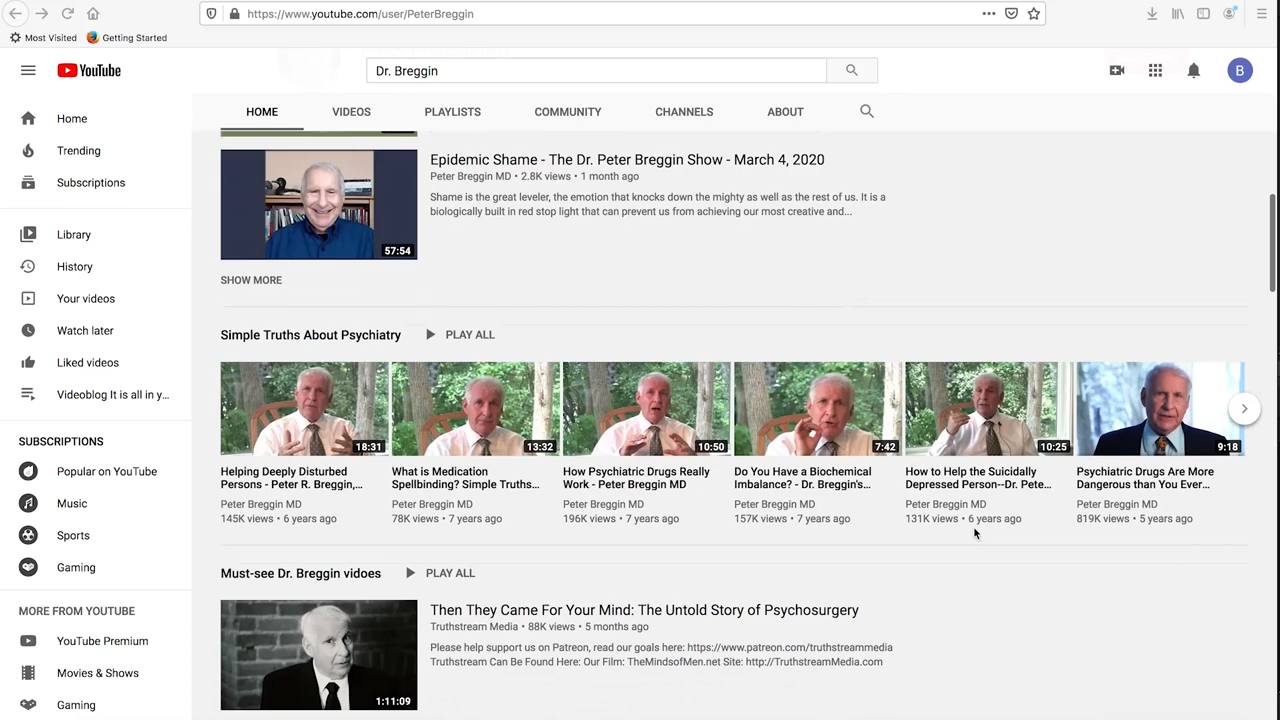 https://www.youtube.com/user/PeterBreggin
Most Visited
Getting Started
YouTube
Dr. Breggin
B
HOME
VIDEOS
PLAYLISTS
COMMUNITY
CHANNELS
ABOUT
Home
Trending
Subscriptions
Library
History
Your videos
Watch later
Liked videos
Videoblog It is all in y...
SUBSCRIPTIONS
Popular on YouTube
Music
Sports
Gaming
MORE FROM YOUTUBE
YouTube Premium
Movies & Shows
Gaming
57:54
Epidemic Shame - The Dr. Peter Breggin Show - March 4, 2020
Peter Breggin MD • 2.8K views • 1 month ago
Shame is the great leveler, the emotion that knocks down the mighty as well as the rest of us. It is a
biologically built in red stop light that can prevent us from achieving our most creative and...
SHOW MORE
Simple Truths About Psychiatry
PLAY ALL
18:31
Helping Deeply Disturbed
Persons - Peter R. Breggin,...
Peter Breggin MD
145K views • 6 years ago
13:32
What is Medication
Spellbinding? Simple Truths...
Peter Breggin MD
78K views • 7 years ago
10:50
How Psychiatric Drugs Really
Work - Peter Breggin MD
Peter Breggin MD
196K views • 7 years ago
7:42
Do You Have a Biochemical
Imbalance? - Dr. Breggin's...
Peter Breggin MD
157K views • 7 years ago
10:25
How to Help the Suicidally
Depressed Person--Dr. Pete...
Peter Breggin MD
131K views • 6 years ago
9:18
Psychiatric Drugs Are More
Dangerous than You Ever...
Peter Breggin MD
819K views • 5 years ago
Must-see Dr. Breggin vidoes
PLAY ALL
1:11:09
Then They Came For Your Mind: The Untold Story of Psychosurgery
Truthstream Media • 88K views • 5 months ago
Please help support us on Patreon, read our goals here: https://www.patreon.com/truthstreammedia
Truthstream Can Be Found Here: Our Film: TheMindsofMen.net Site: http://TruthstreamMedia.com